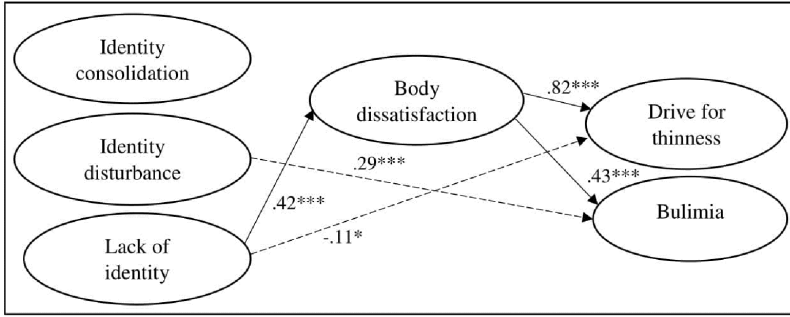 Identity
consolidation
Body
dissatisfaction
.82***
Drive for
thinness
Identity
disturbance
.29***
.43***
.42***
Bulimia
Lack of
identity
-.11*